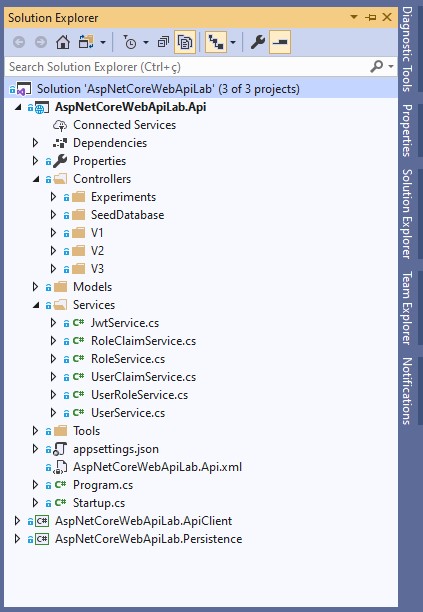 Solution Explorer
Search Solution Explorer (Ctrl+ç)
Solution 'AspNetCoreWebApiLab' (3 of 3 projects)
AspNetCoreWebApiLab.Api
Connected Services
Dependencies
Properties
Controllers
Experiments
SeedDatabase
V1
V2
V3
Models
Services
C# JwtService.cs
C# RoleClaimService.cs
C# RoleService.cs
C# UserClaimService.cs
C# UserRoleService.cs
C# UserService.cs
Tools
appsettings.json
AspNetCoreWebApiLab.Api.xml
C# Program.cs
C# Startup.cs
C# AspNetCoreWebApiLab.ApiClient
C# AspNetCoreWebApiLab.Persistence
Diagnostic Tools
Properties
Solution Explorer
Team Explorer
Notifications